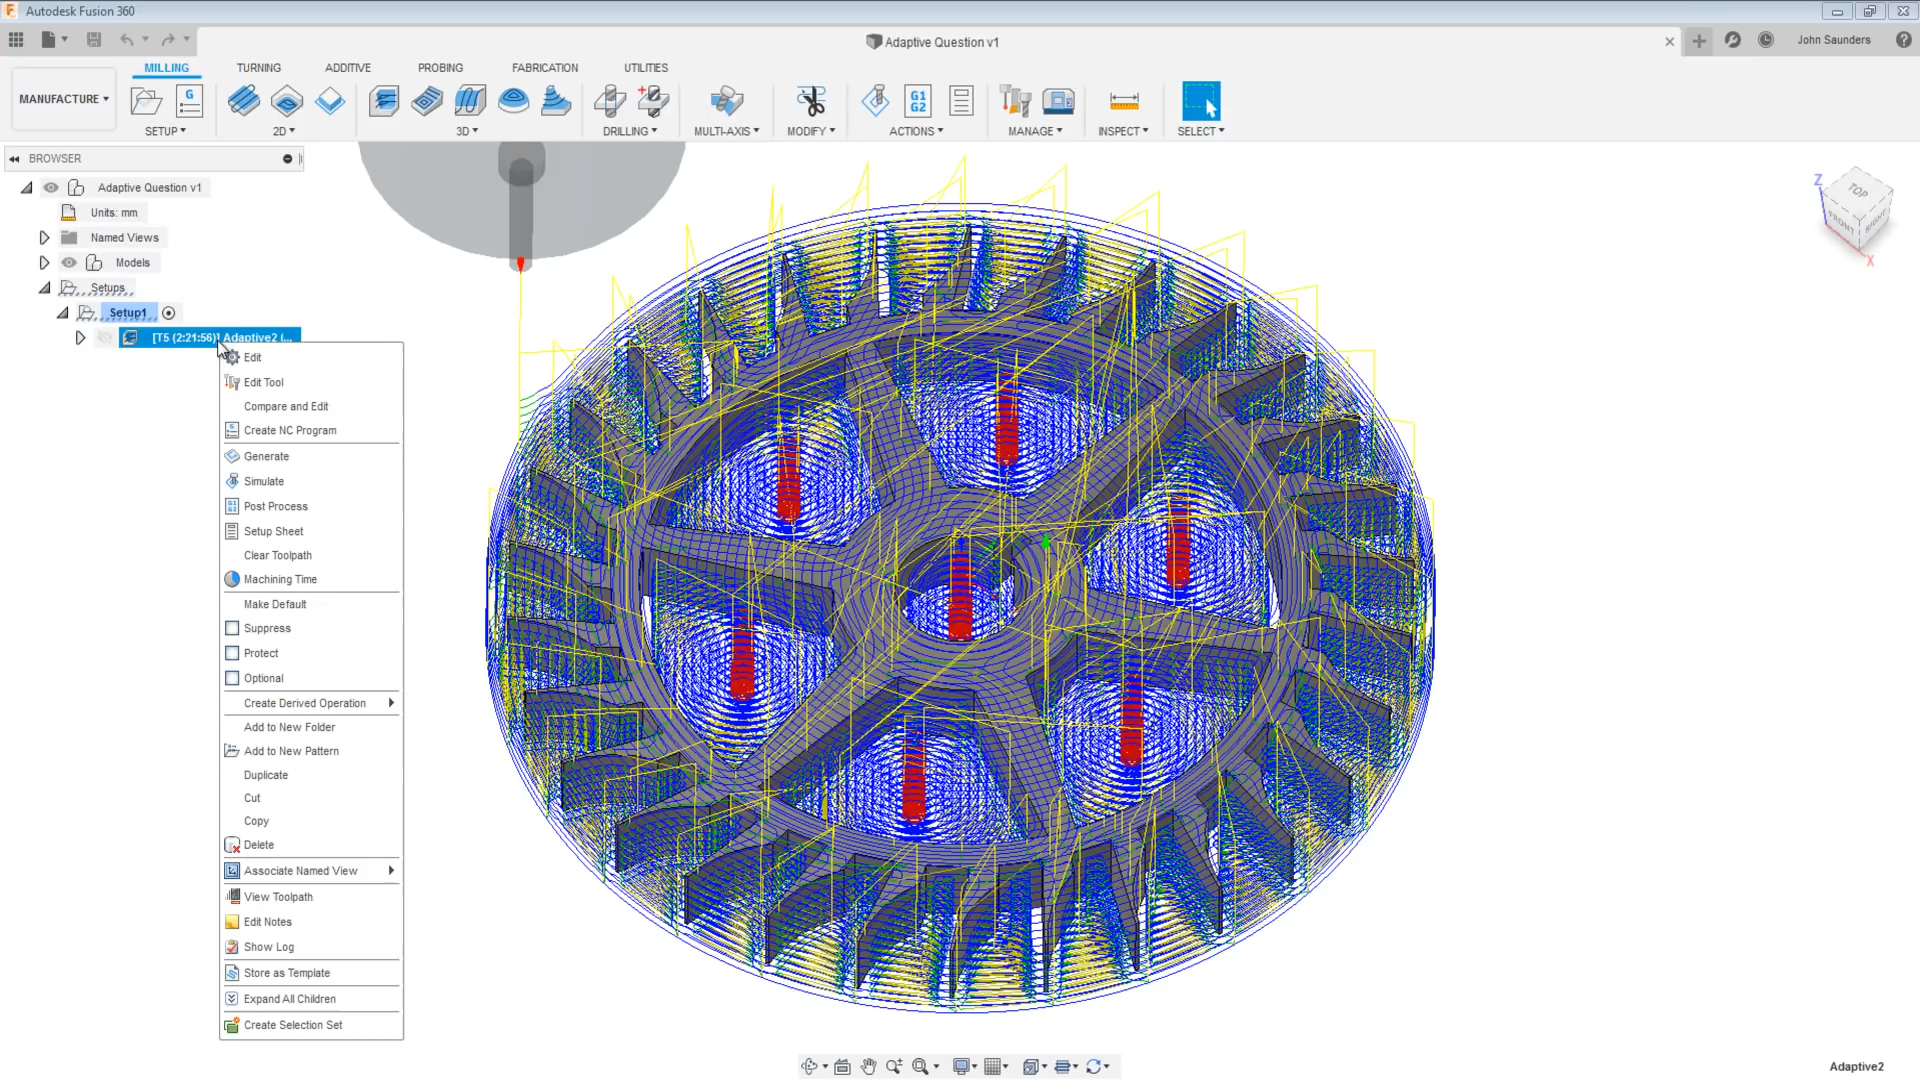 Autodesk Fusion 360
Adaptive Question v1
John Saunders
MILLING
TURNING
ADDITIVE
PROBING
FABRICATION
UTILITIES
MANUFACTURE
G
G1
G2
SETUP
2D
3D
DRILLING
MULTI-AXIS
MODIFY
ACTIONS
MANAGE
INSPECT
SELECT
BROWSER
Adaptive Question v1
Units: mm
Named Views
Models
Setups
Setup1
[T5 (2:21:56)] Adaptive2 (...
Edit
Edit Tool
Compare and Edit
Create NC Program
Generate
Simulate
Post Process
Setup Sheet
Clear Toolpath
Machining Time
Make Default
Suppress
Protect
Optional
Create Derived Operation
Add to New Folder
Add to New Pattern
Duplicate
Cut
Copy
Delete
Associate Named View
View Toolpath
Edit Notes
Show Log
Store as Template
Expand All Children
Create Selection Set
Z
TOP
FRONT
RIGHT
X
Adaptive2